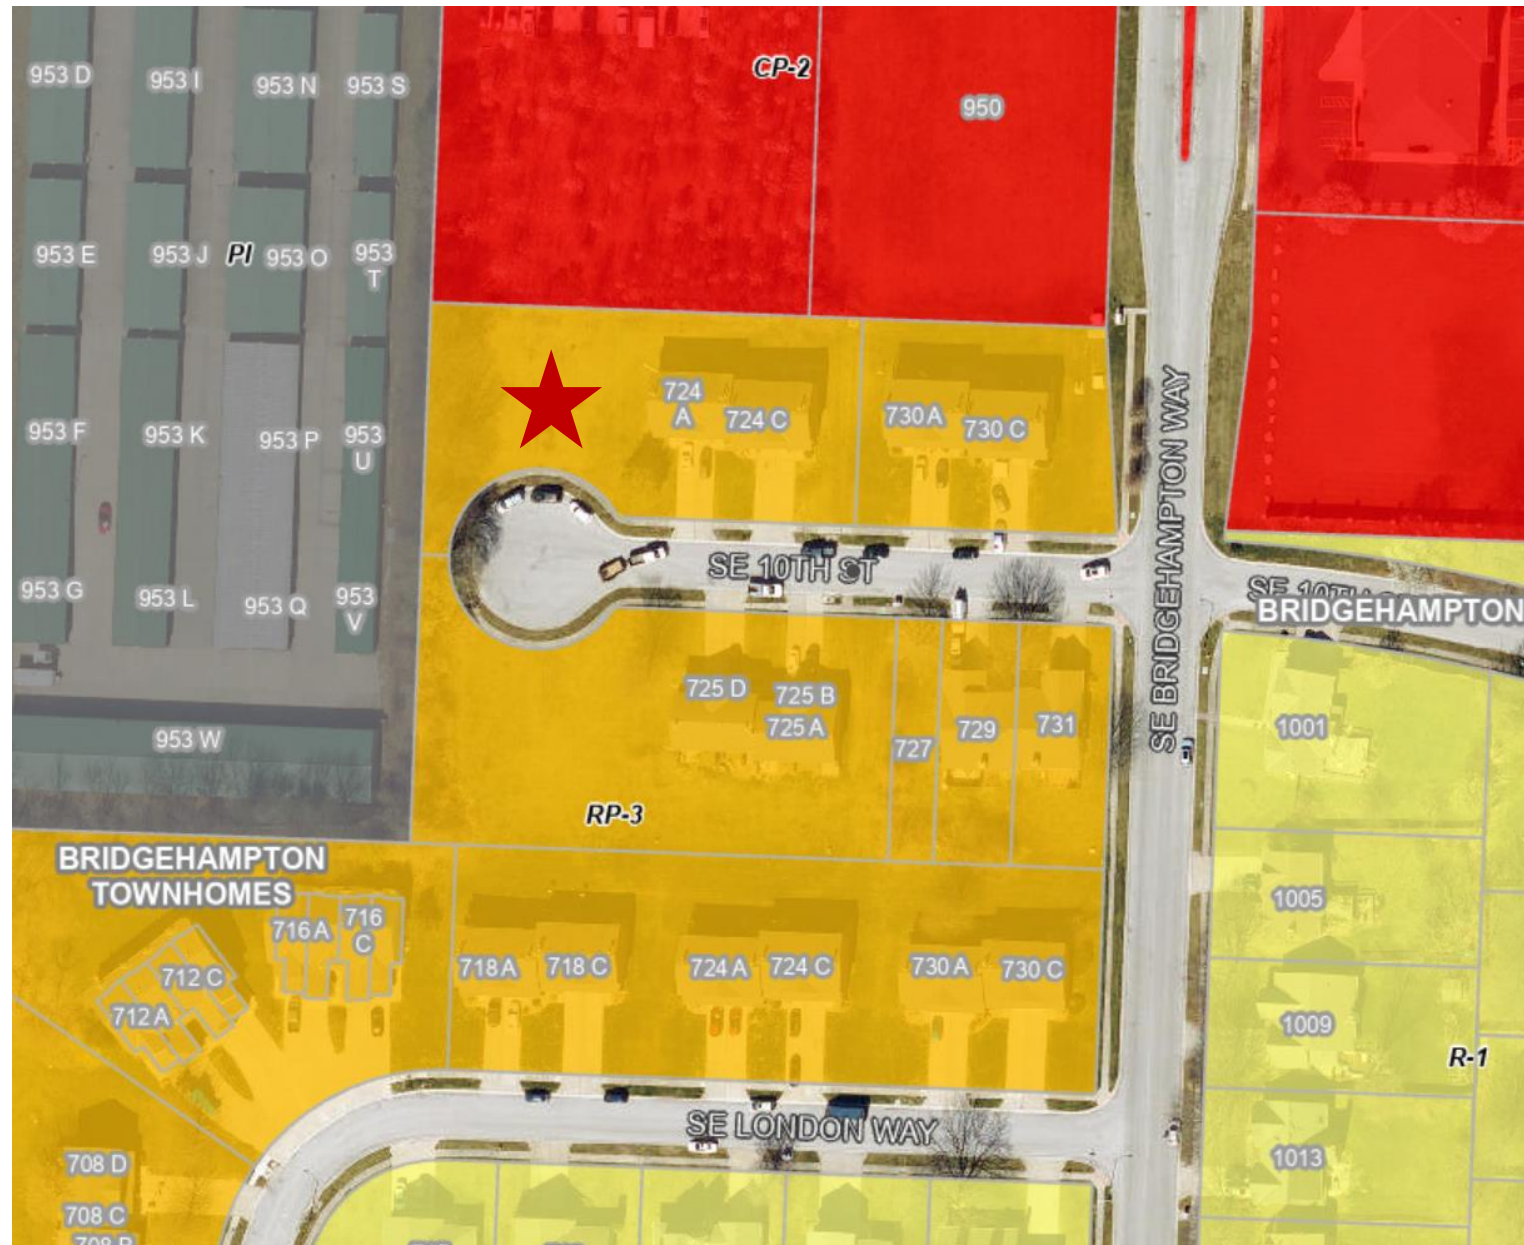 CP-2
953 D
953 I
953 N
953 S
950
953 E
953 J
PI
953 O
953
T
724
A
724 C
730 A
730 C
953 F
953 K
953 P
953
U
SE BRIDGEHAMPTON WAY
SE 10TH ST
953 G
953 L
953 Q
953
V
BRIDGEHAMPTON
725 D
725 B
725 A
727
729
731
1001
953 W
RP-3
BRIDGEHAMPTON
TOWNHOMES
716 A
716
C
712 C
712 A
718 A
718 C
724 A
724 C
730 A
730 C
1005
1009
R-1
SE LONDON WAY
1013
708 D
708 C